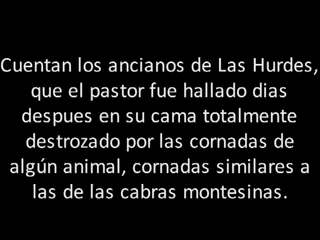 Cuentan los ancianos de Las Hurdes,
que el pastor fue hallado dias
despues en su cama totalmente
destrozado por las cornadas de
algún animal, cornadas similares a
las de las cabras montesinas.